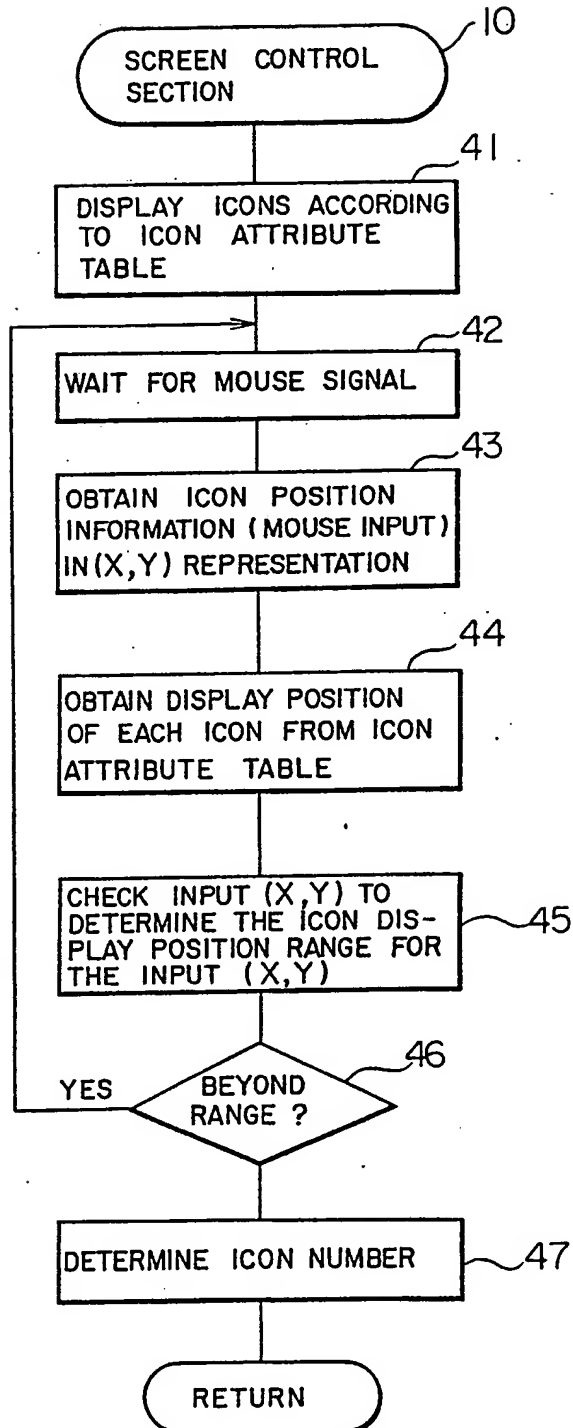 10
SCREEN CONTROL
SECTION
41
DISPLAY ICONS ACCORDING
TO ICON ATTRIBUTE
TABLE
42
WAIT FOR MOUSE SIGNAL
43
OBTAIN ICON POSITION
INFORMATION (MOUSE INPUT)
IN (X,Y) REPRESENTATION
44
OBTAIN DISPLAY POSITION
OF EACH ICON FROM ICON
ATTRIBUTE TABLE
CHECK INPUT (X,Y) TO
DETERMINE THE ICON DIS-
PLAY POSITION RANGE FOR
THE INPUT (X,Y)
45
46
YES
BEYOND
RANGE ?
DETERMINE ICON NUMBER
47
RETURN